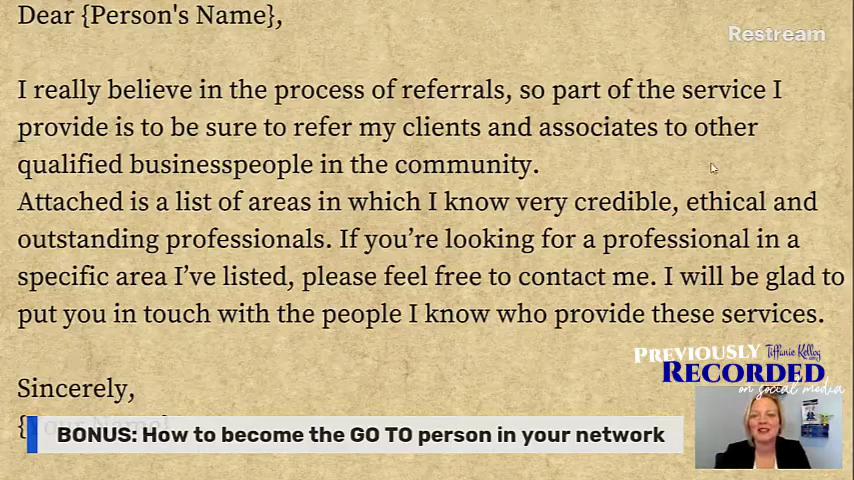 Dear {Person's Name},
Restream
I really believe in the process of referrals, so part of the service I
provide is to be sure to refer my clients and associates to other
qualified businesspeople in the community.
Attached is a list of areas in which I know very credible, ethical and
outstanding professionals. If you’re looking for a professional in a
specific area I’ve listed, please feel free to contact me. I will be glad to
put you in touch with the people I know who provide these services.
PREVIOUSLY Tiffanie Kellog
RECORDED
on social media
Sincerely,
{Your Name}
BONUS: How to become the GO TO person in your network